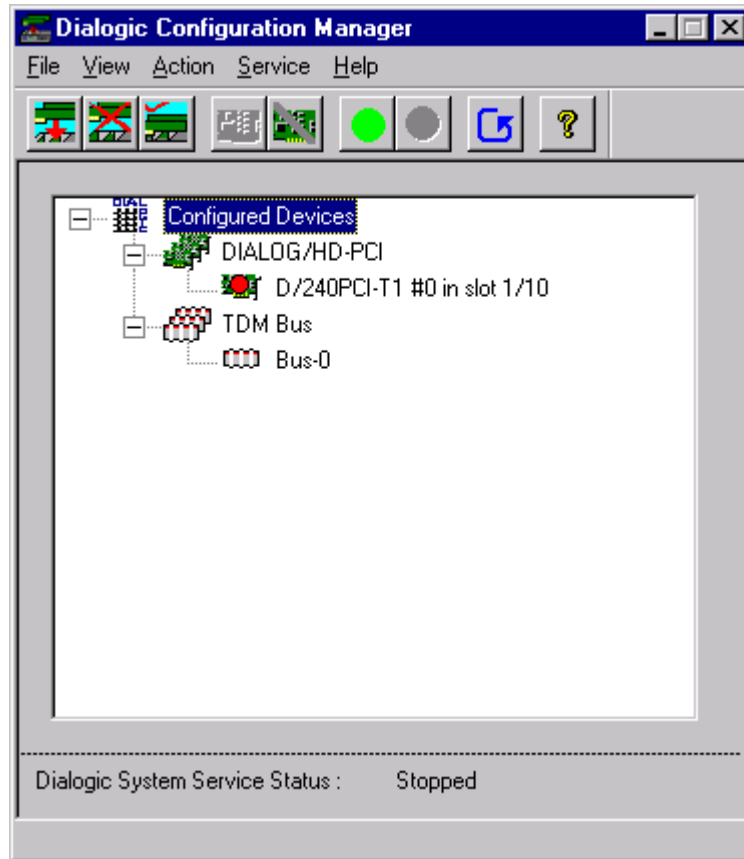 Dialogic Configuration Manager
File View Action Service Help
DIAL
Configured Devices
DIALOG/HD-PCI
D/240PCI-T1 #0 in slot 1/10
TDM Bus
Bus-0
Dialogic System Service Status : Stopped